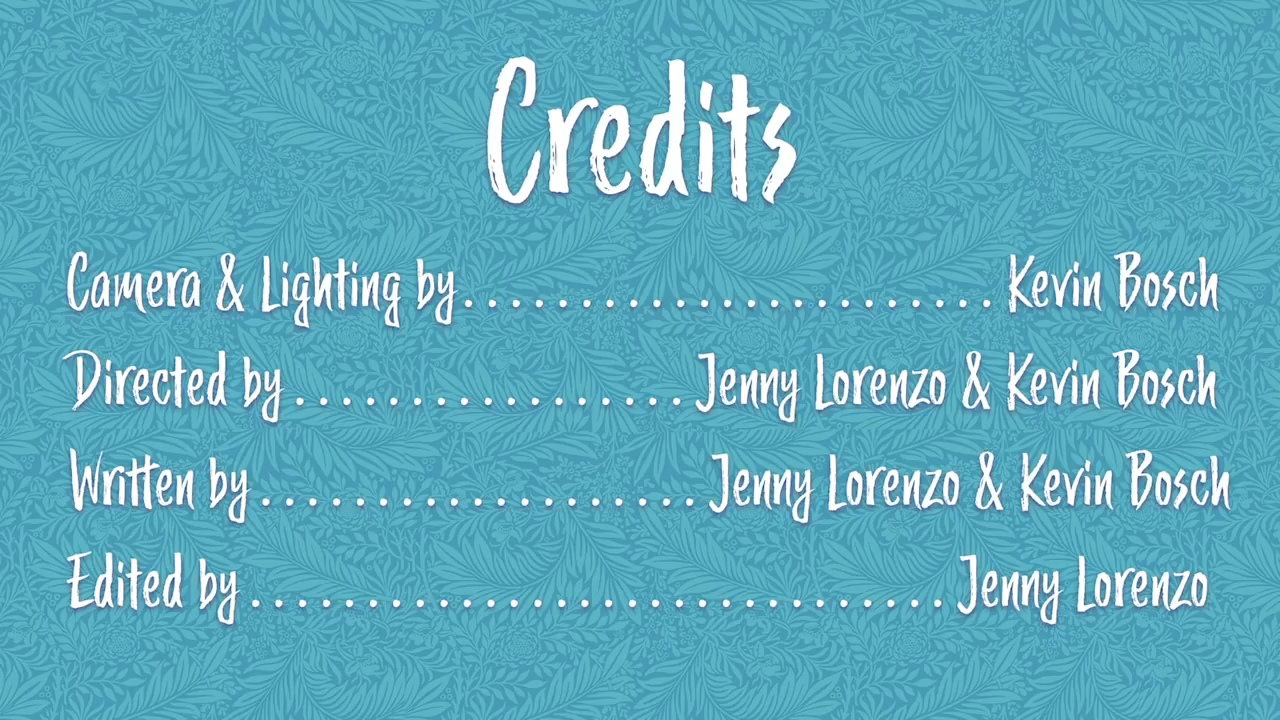 Credits
Camera & Lighting by. . . . . . . . . . . . . . . . . . . . . . . Kevin Bosch
Directed by . . . . . . . . . . . . . . . . . Jenny Lorenzo & Kevin Bosch
Written by . . . . . . . . . . . . . . . . . . . Jenny Lorenzo & Kevin Bosch
Edited by . . . . . . . . . . . . . . . . . . . . . . . . . . . . . . Jenny Lorenzo